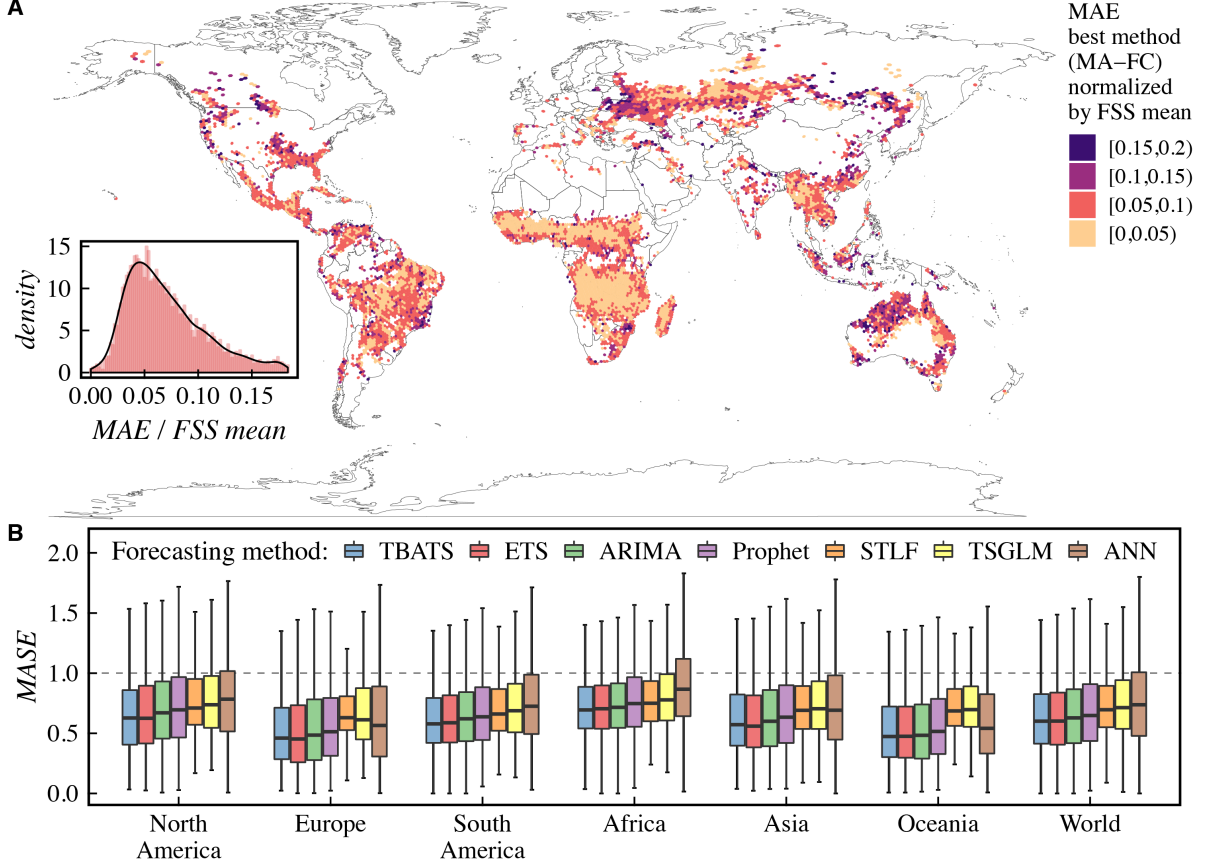 A
MAE
best method
(MA–FC)
normalized
by FSS mean
[0.15,0.2)
[0.1,0.15)
[0.05,0.1)
[0,0.05)
15
10
5
0
density
0.00 0.05 0.10 0.15
MAE / FSS mean
B
Forecasting method: TBATS ETS ARIMA Prophet STLF TSGLM ANN
2.0
1.5
1.0
0.5
0.0
MASE
North America
Europe
South America
Africa
Asia
Oceania
World